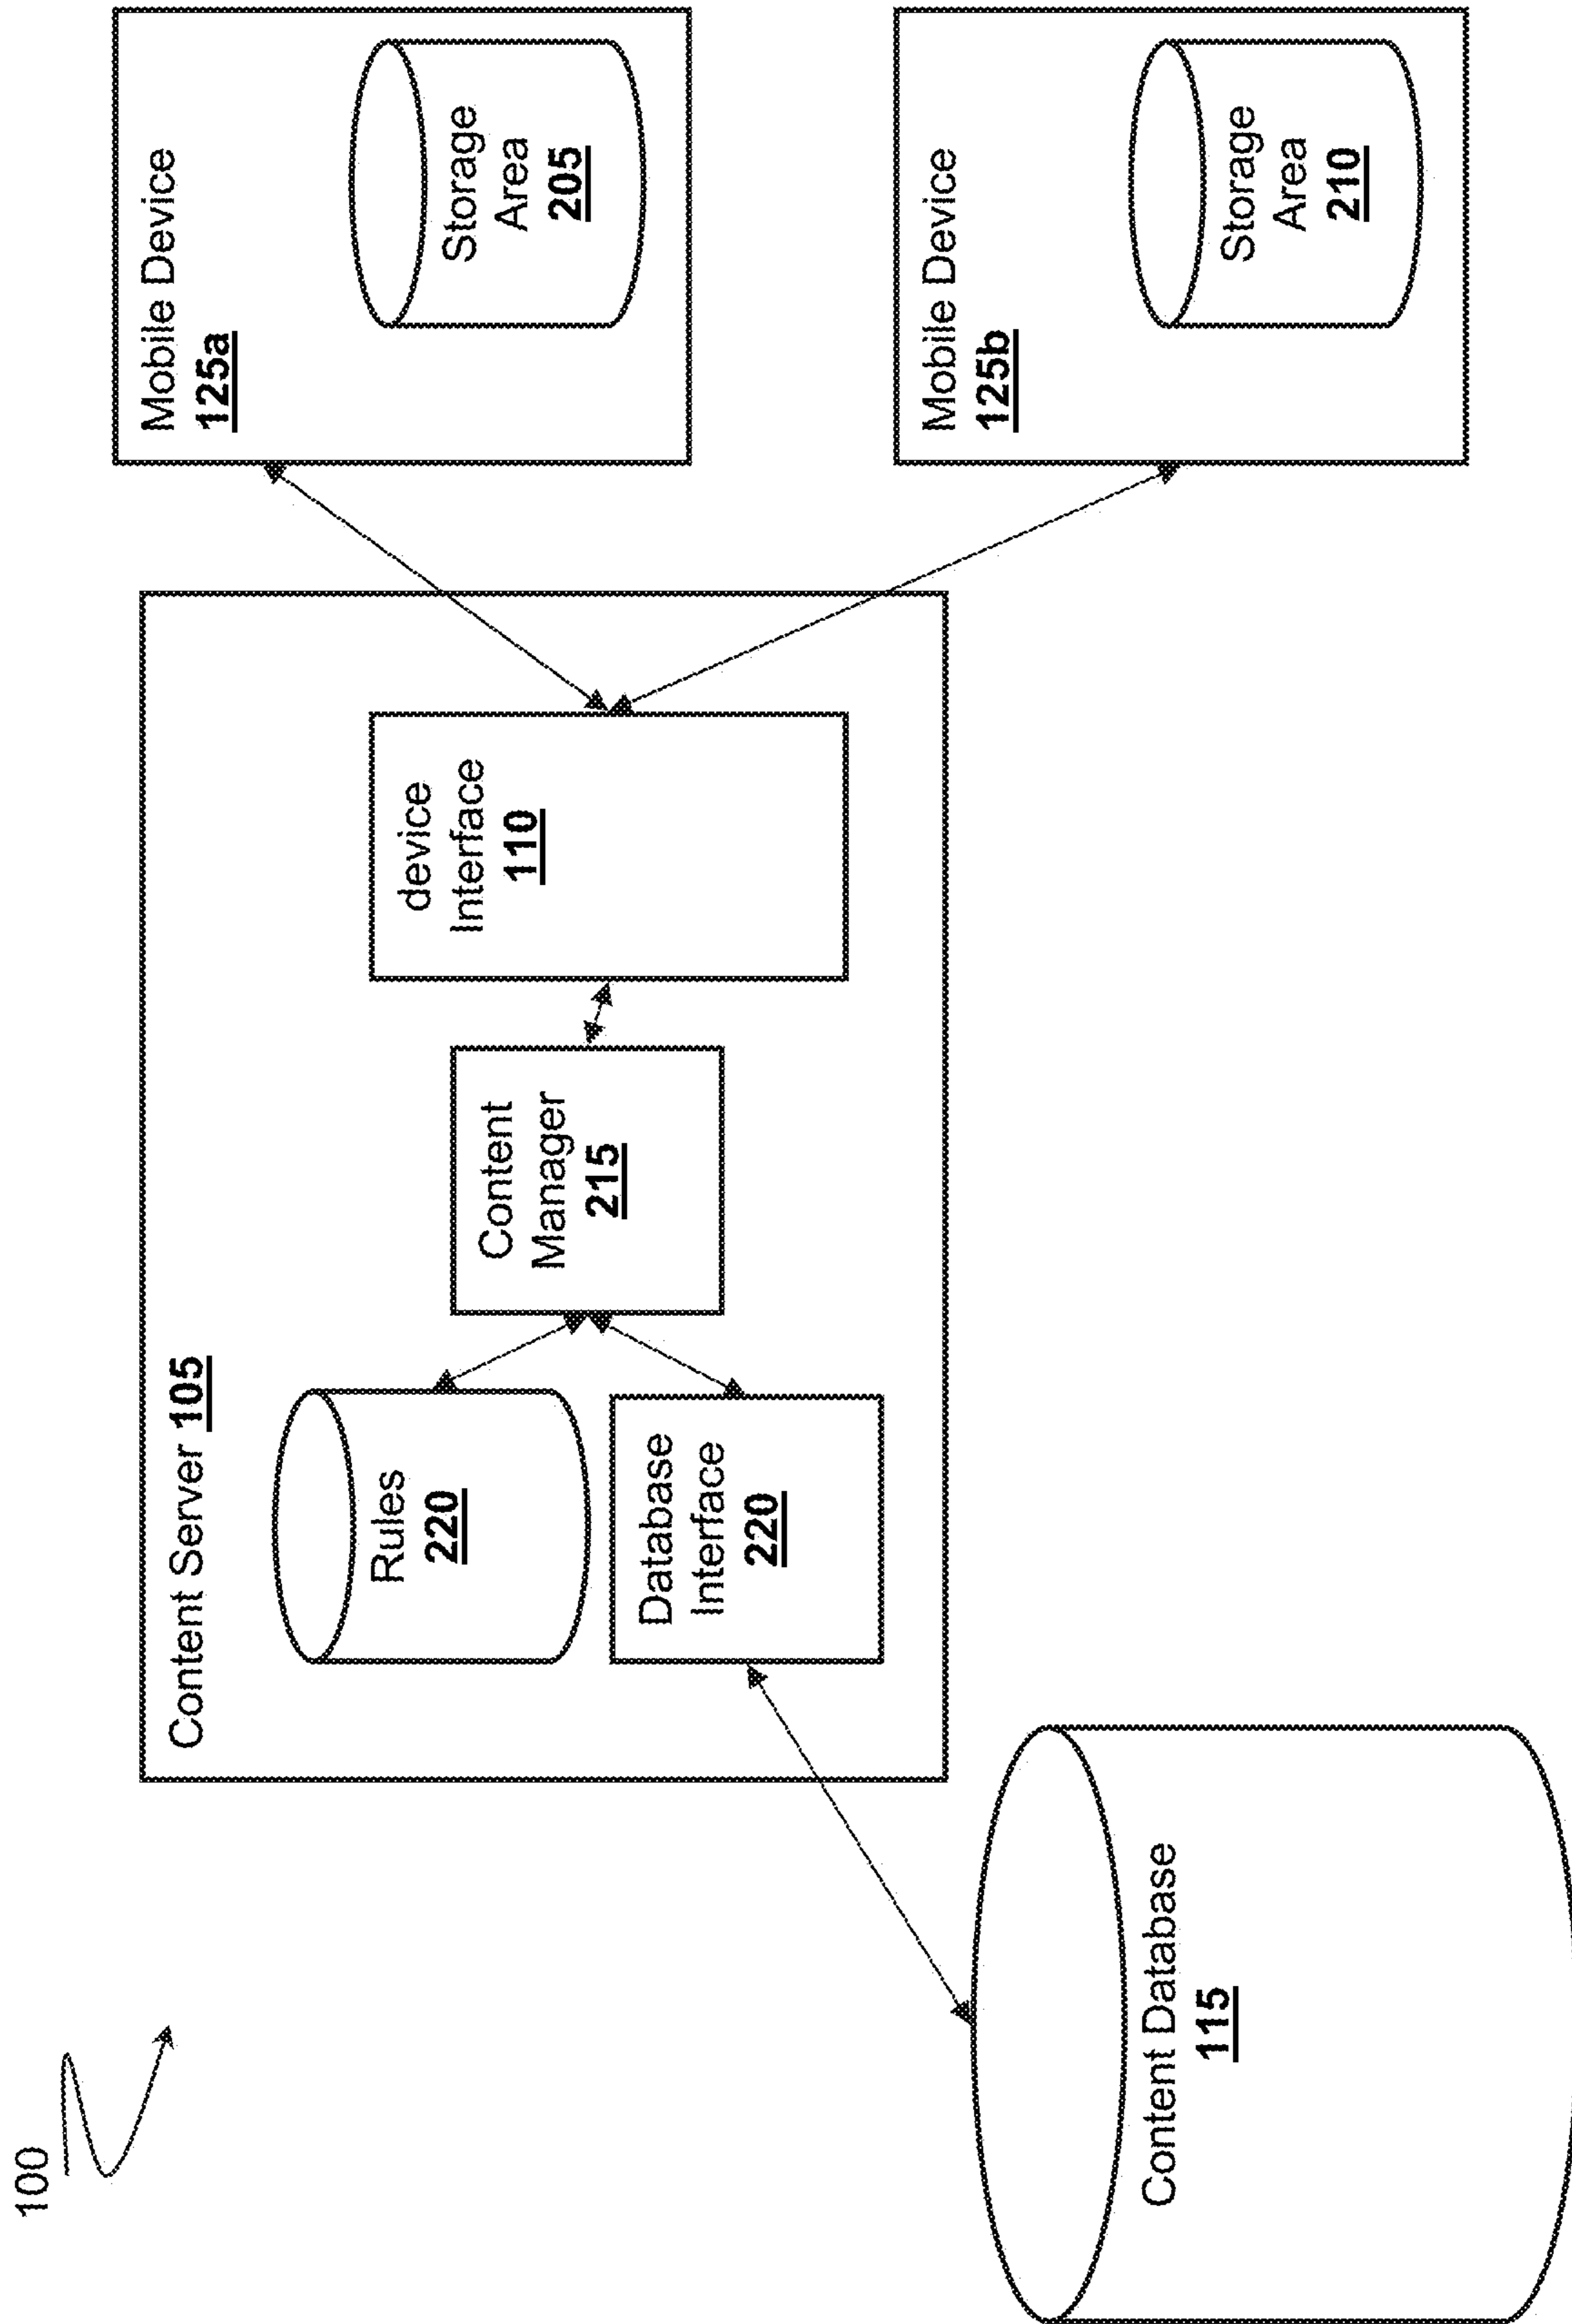 100
Content Server 105
Rules
220
Database
Interface
220
Content
Manager
215
device
Interface
110
Mobile Device
125a
Storage
Area
205
Mobile Device
125b
Storage
Area
210
Content Database
115